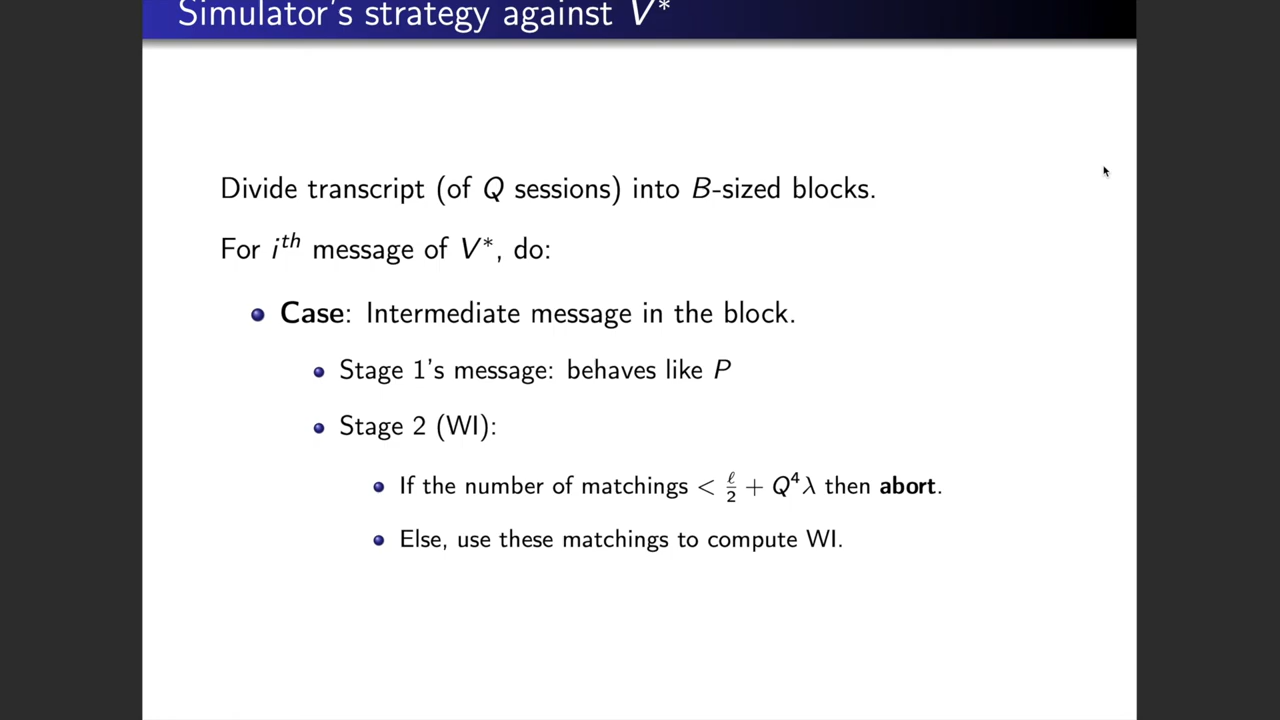 Simulator's strategy against V*
Divide transcript (of Q sessions) into B-sized blocks.
For i^th message of V*, do:
Case: Intermediate message in the block.
Stage 1's message: behaves like P
Stage 2 (WI):
If the number of matchings < ℓ/2 + Q⁴λ then abort.
Else, use these matchings to compute WI.